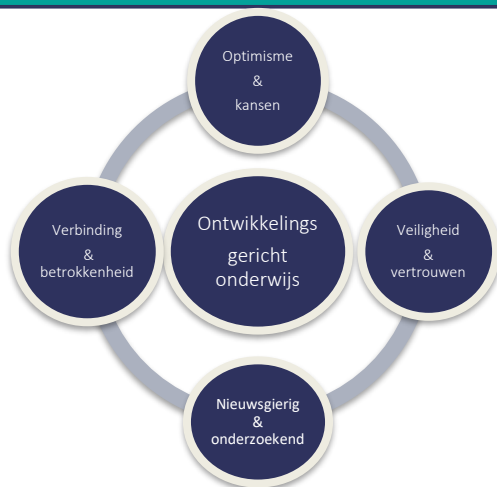 Optimisme
&
kansen
Verbinding
&
betrokkenheid
Ontwikkelings
gericht
onderwijs
Veiligheid
&
vertrouwen
Nieuwsgierig
&
onderzoekend